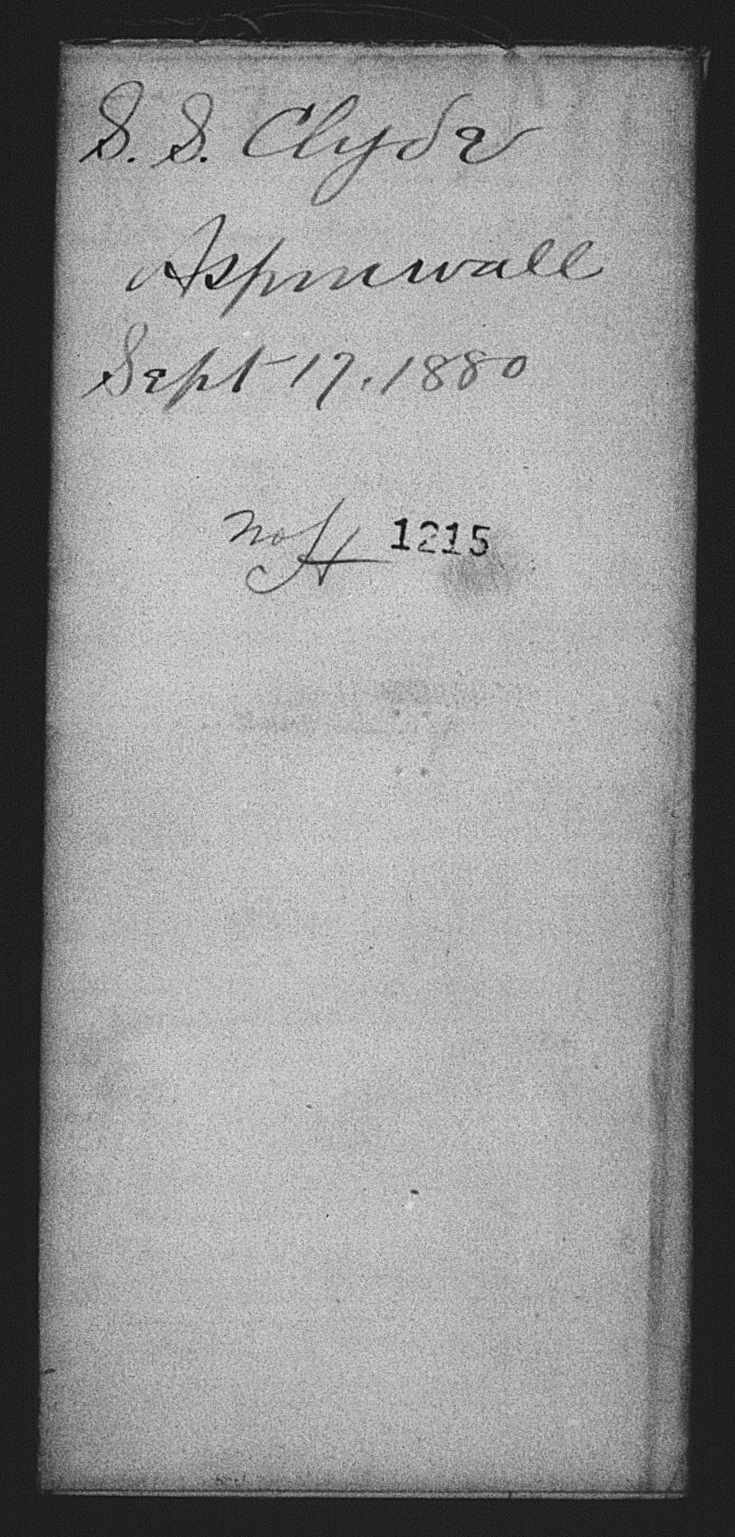 S. S. Clyde
Aspinwall
Sept 17. 1880
No 1215